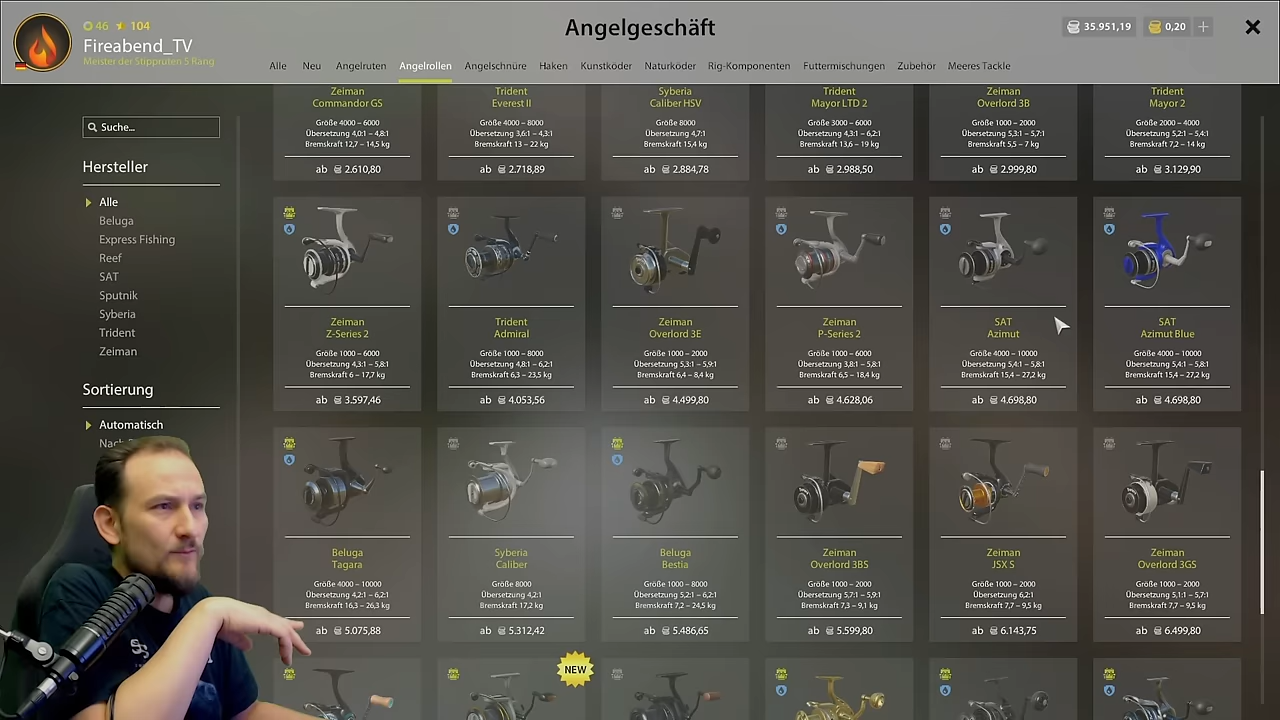 46 104
Fireabend_TV
Meister der Stippruten 5 Rang
Angelgeschäft
35.951,19
0,20
Alle Neu Angelruten Angelrollen Angelschnüre Haken Kunstköder Naturköder Rig-Komponenten Futtermischungen Zubehör Meeres Tackle
Suche...
Hersteller
Alle
Beluga
Express Fishing
Reef
SAT
Sputnik
Syberia
Trident
Zeiman
Sortierung
Automatisch
Zeiman
Commandor GS
Größe 4000 – 6000
Übersetzung 4,0:1 – 4,8:1
Bremskraft 12,7 – 14,5 kg
ab 2.610,80
Trident
Everest II
Größe 4000 – 8000
Übersetzung 3,6:1 – 4,3:1
Bremskraft 13 – 22 kg
ab 2.718,89
Syberia
Caliber HSV
Größe 8000
Übersetzung 4,7:1
Bremskraft 15,4 kg
ab 2.884,78
Trident
Mayor LTD 2
Größe 3000 – 6000
Übersetzung 4,3:1 – 6,2:1
Bremskraft 13,6 – 19 kg
ab 2.988,50
Zeiman
Overlord 3B
Größe 1000 – 2000
Übersetzung 5,3:1 – 5,7:1
Bremskraft 5,5 – 7 kg
ab 2.999,80
Trident
Mayor 2
Größe 2000 – 4000
Übersetzung 5,2:1 – 5,4:1
Bremskraft 7,2 – 14 kg
ab 3.129,90
Zeiman
Z-Series 2
Größe 1000 – 6000
Übersetzung 4,3:1 – 5,8:1
Bremskraft 6 – 17,7 kg
ab 3.597,46
Trident
Admiral
Größe 1000 – 8000
Übersetzung 4,8:1 – 6,2:1
Bremskraft 6,3 – 23,5 kg
ab 4.053,56
Zeiman
Overlord 3E
Größe 1000 – 2000
Übersetzung 5,3:1 – 5,9:1
Bremskraft 6,4 – 8,4 kg
ab 4.499,80
Zeiman
P-Series 2
Größe 1000 – 6000
Übersetzung 3,8:1 – 5,8:1
Bremskraft 6,5 – 18,4 kg
ab 4.628,06
SAT
Azimut
Größe 4000 – 10000
Übersetzung 5,4:1 – 5,8:1
Bremskraft 15,4 – 27,2 kg
ab 4.698,80
SAT
Azimut Blue
Größe 4000 – 10000
Übersetzung 5,4:1 – 5,8:1
Bremskraft 15,4 – 27,2 kg
ab 4.698,80
Beluga
Tagara
Größe 4000 – 10000
Übersetzung 4,2:1 – 6,2:1
Bremskraft 16,3 – 26,3 kg
ab 5.075,88
Syberia
Caliber
Größe 8000
Übersetzung 4,2:1
Bremskraft 17,2 kg
ab 5.312,42
Beluga
Bestia
Größe 1000 – 8000
Übersetzung 5,2:1 – 6,2:1
Bremskraft 7,2 – 24,5 kg
ab 5.486,65
Zeiman
Overlord 3BS
Größe 1000 – 2000
Übersetzung 5,7:1 – 5,9:1
Bremskraft 7,3 – 9,1 kg
ab 5.599,80
Zeiman
JSX S
Größe 1000 – 2000
Übersetzung 6,2:1
Bremskraft 7,7 – 9,5 kg
ab 6.143,75
Zeiman
Overlord 3GS
Größe 1000 – 2000
Übersetzung 5,1:1 – 5,7:1
Bremskraft 7,7 – 9,5 kg
ab 6.499,80
NEW